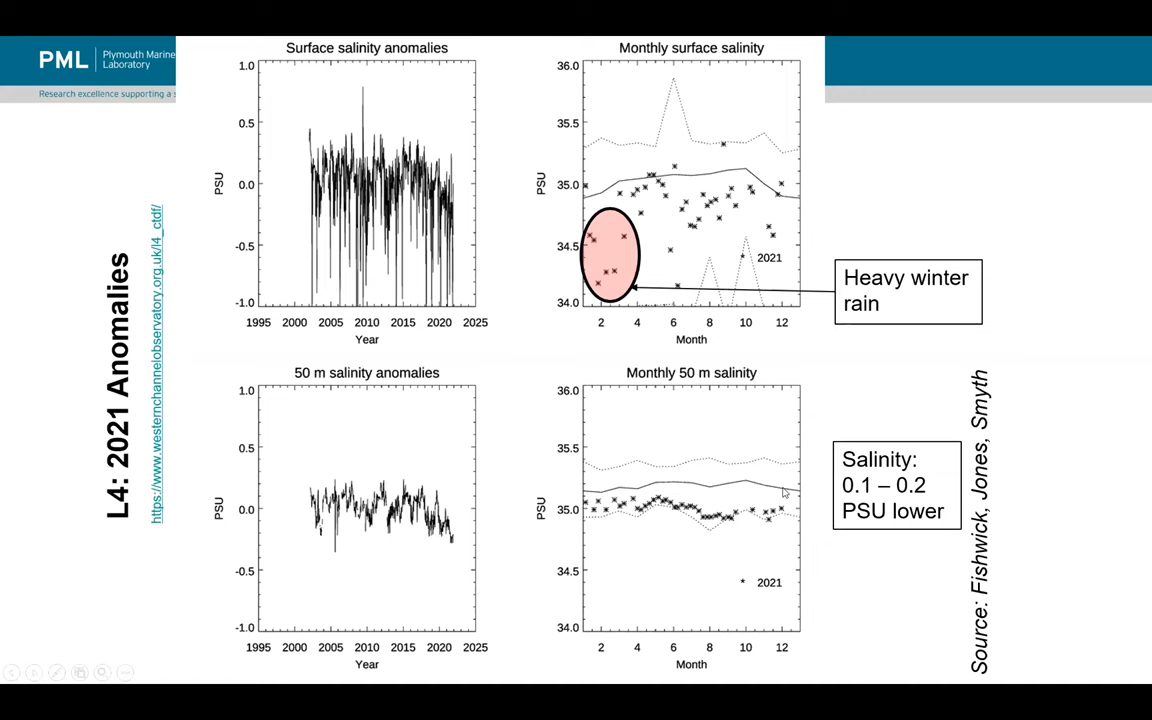 PML
Plymouth Marine
Laboratory
Research excellence supporting a s
L4: 2021 Anomalies
https://www.westernchannelobservatory.org.uk/l4_ctdf/
Surface salinity anomalies
PSU
1.0
0.5
0.0
-0.5
-1.0
1995 2000 2005 2010 2015 2020 2025
Year
Monthly surface salinity
PSU
36.0
35.5
35.0
34.5
34.0
2021
2 4 6 8 10 12
Month
Heavy winter
rain
50 m salinity anomalies
PSU
1.0
0.5
0.0
-0.5
-1.0
1995 2000 2005 2010 2015 2020 2025
Year
Monthly 50 m salinity
PSU
36.0
35.5
35.0
34.5
34.0
2021
2 4 6 8 10 12
Month
Salinity:
0.1 – 0.2
PSU lower
Source: Fishwick, Jones, Smyth